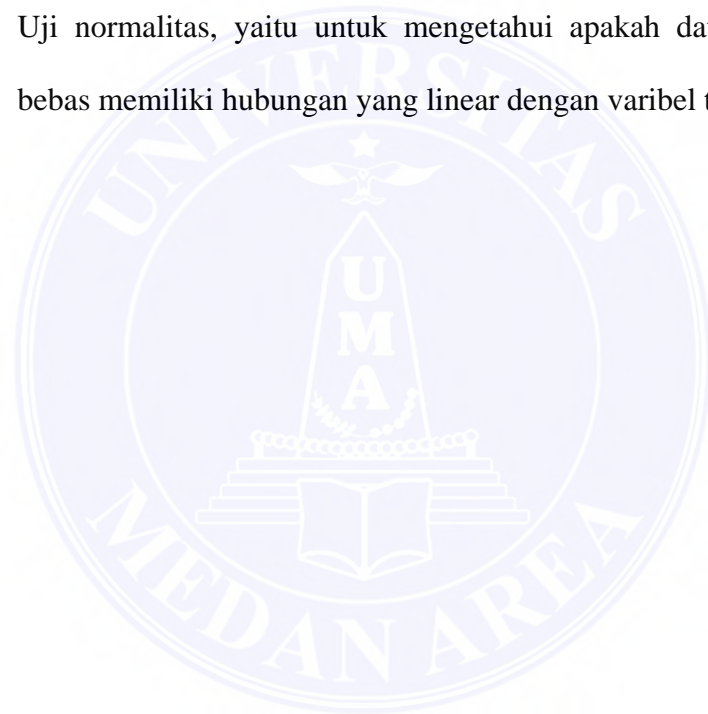 Uji normalitas, yaitu untuk mengetahui apakah
bebas memiliki hubungan yang linear dengan varibel
UNIVERSITAS
UMA
MEDAN AREA